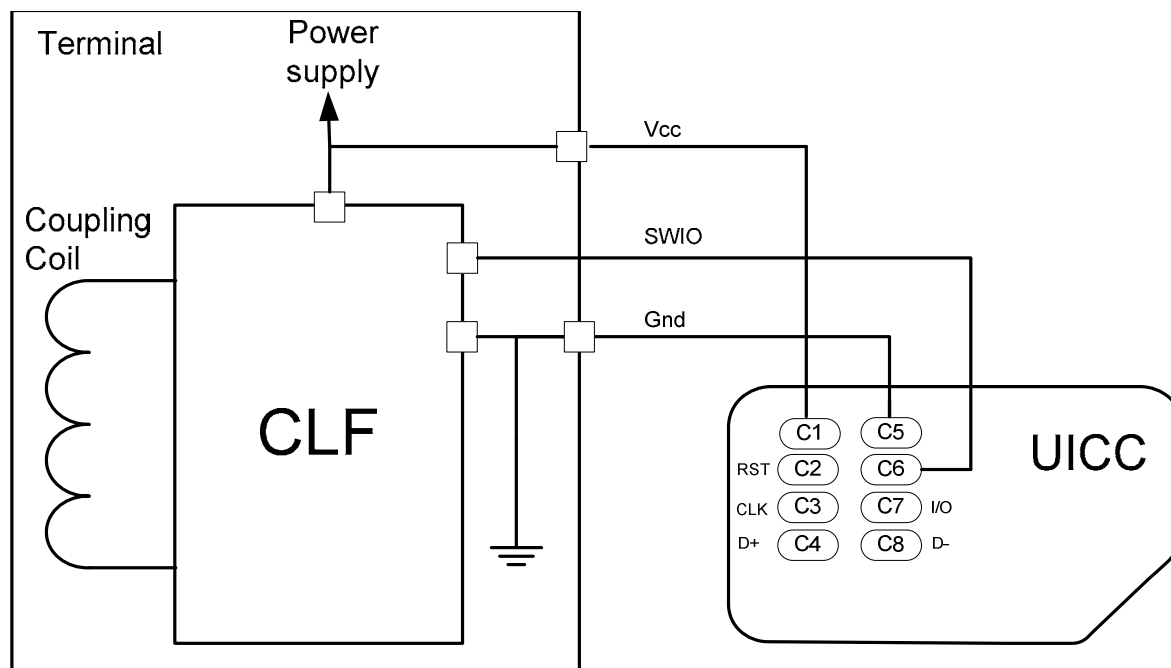 Terminal
Power
supply
Vcc
Coupling
Coil
SWIO
Gnd
CLF
UICC
C1 C5
RST C2 C6
CLK C3 C7 I/O
D+ C4 C8 D-